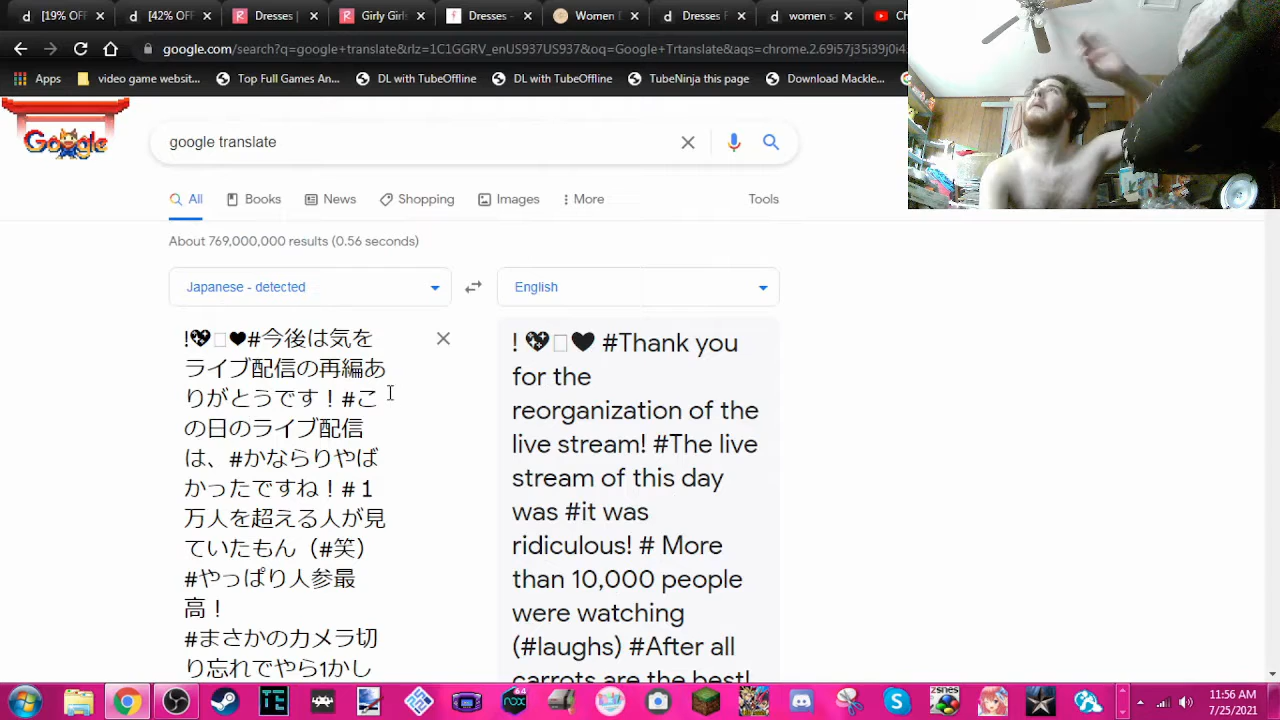 [19% OFF
[42% OFF
Dresses |
Girly Girls
Dresses -
Women D
Dresses F
women sa
Ch
google.com/search?q=google+translate&rlz=1C1GGRV_enUS937US937&oq=Google+Trtanslate&aqs=chrome.2.69i57j35i39j0i4
Apps
video game websit...
Top Full Games An...
DL with TubeOffline
DL with TubeOffline
TubeNinja this page
Download Mackle...
Google
google translate
All
Books
News
Shopping
Images
More
Tools
About 769,000,000 results (0.56 seconds)
Japanese - detected
English
!💖□❤#今後は気を
ライブ配信の再編あ
りがとうです！#こ
の日のライブ配信
は、#かならりやば
かったですね！#１
万人を超える人が見
ていたもん（#笑）
#やっぱり人参最
高！
#まさかのカメラ切
り忘れでやら1かし
! 💖□❤ #Thank you
for the
reorganization of the
live stream! #The live
stream of this day
was #it was
ridiculous! # More
than 10,000 people
were watching
(#laughs) #After all
carrots are the best!
64
ZSNES
11:56 AM
7/25/2021